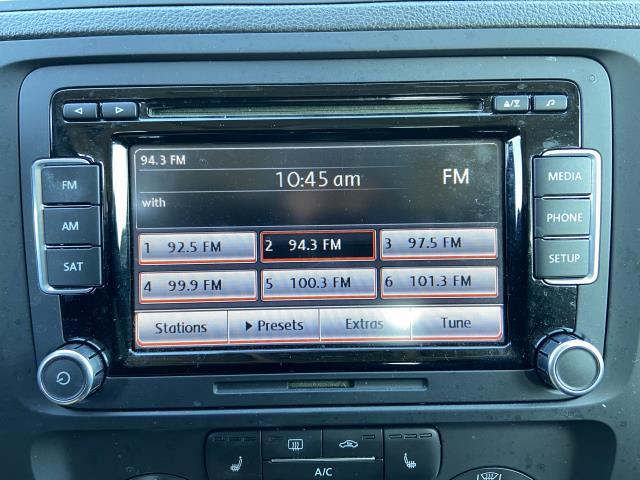 94.3 FM
10:45 am
FM
with
1 92.5 FM
2 94.3 FM
3 97.5 FM
4 99.9 FM
5 100.3 FM
6 101.3 FM
Stations
Presets
Extras
Tune
FM
AM
SAT
MEDIA
PHONE
SETUP
A/C